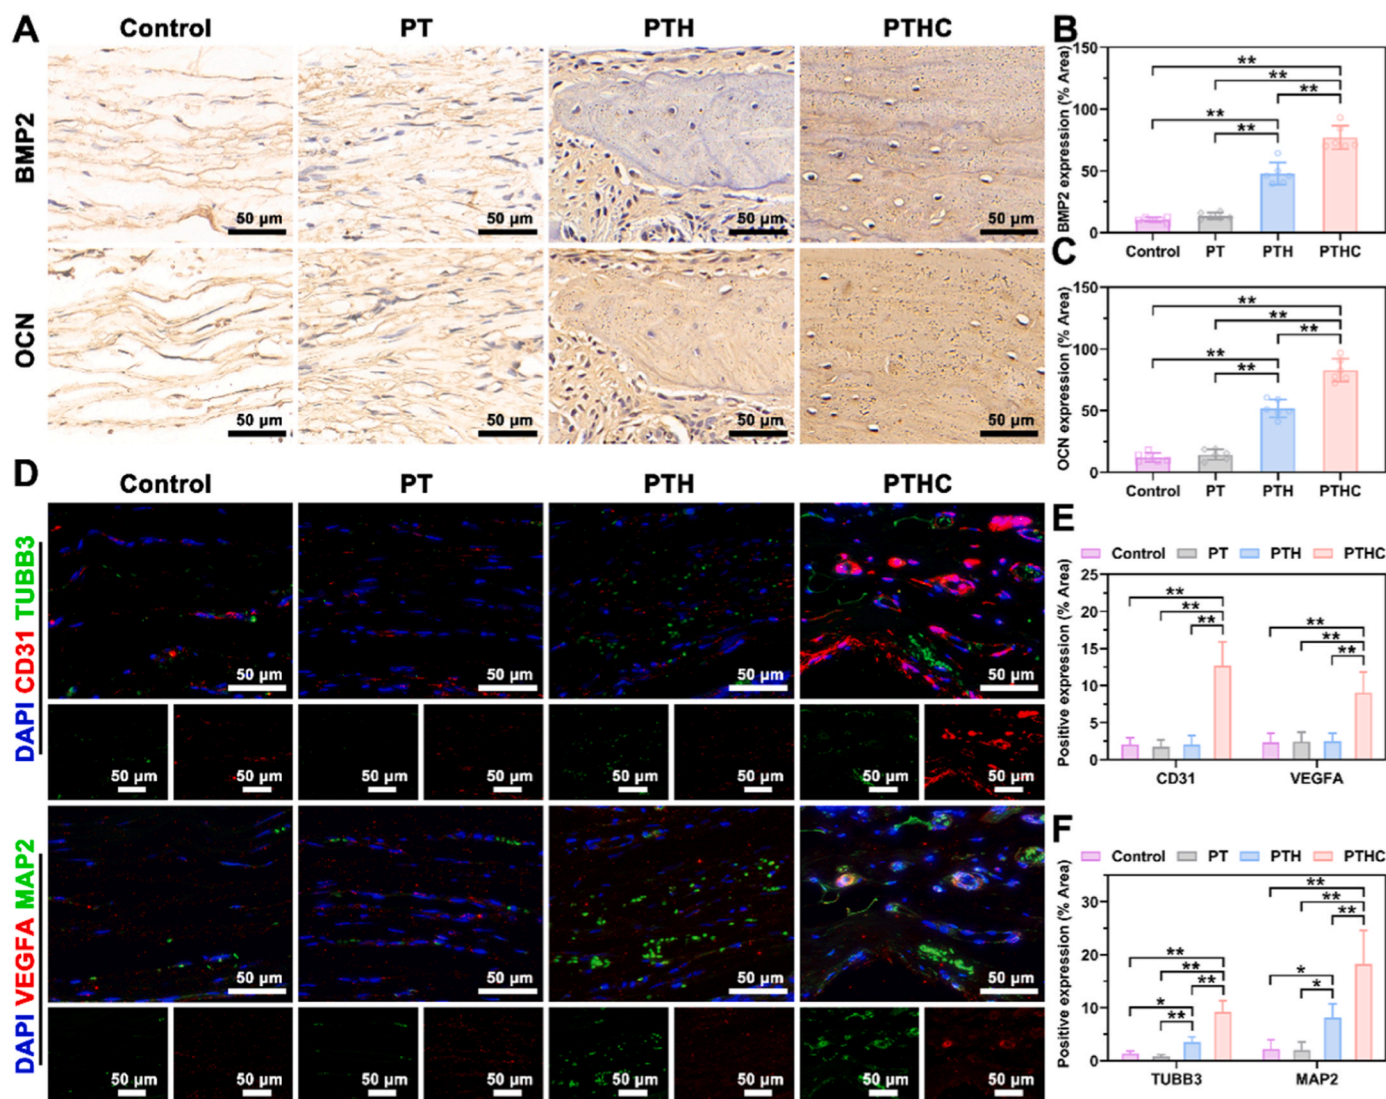 A
Control PT PTH PTHC
BMP2
50 µm 50 µm 50 µm 50 µm
OCN
50 µm 50 µm 50 µm 50 µm
B
BMP2 expression (% Area)
150
100
50
0
** ** ** ** **
Control PT PTH PTHC
C
OCN expression (% Area)
150
100
50
0
** ** ** ** **
Control PT PTH PTHC
D
Control PT PTH PTHC
DAPI CD31 TUBB3
50 µm 50 µm 50 µm 50 µm
50 µm 50 µm 50 µm 50 µm 50 µm 50 µm 50 µm 50 µm
DAPI VEGFA MAP2
50 µm 50 µm 50 µm 50 µm
50 µm 50 µm 50 µm 50 µm 50 µm 50 µm 50 µm 50 µm
E
Control PT PTH PTHC
Positive expression (% Area)
25
20
15
10
5
0
** ** ** ** ** **
CD31 VEGFA
F
Control PT PTH PTHC
Positive expression (% Area)
30
20
10
0
** ** ** * ** ** ** ** * *
TUBB3 MAP2